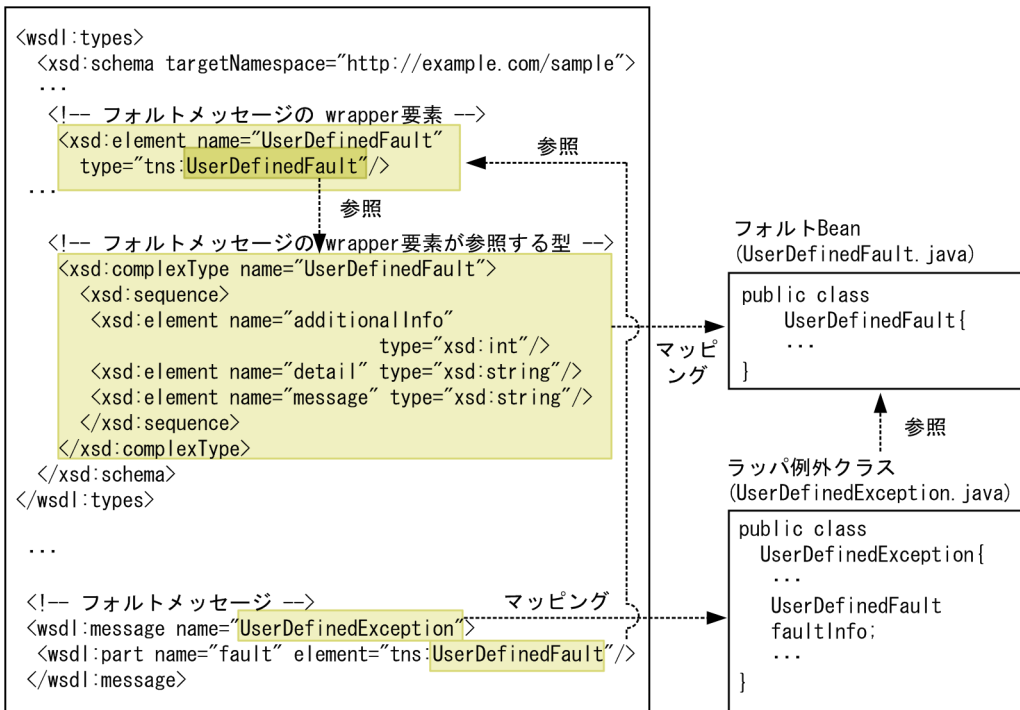 <wsdl:types>
<xsd:schema targetNamespace="http://example.com/sample">
...
<!-- フォルトメッセージの wrapper要素 -->
<xsd:element name="UserDefinedFault"
type="tns:UserDefinedFault"/>
...
参照
参照
<!-- フォルトメッセージの wrapper要素が参照する型 -->
<xsd:complexType name="UserDefinedFault">
<xsd:sequence>
<xsd:element name="additionalInfo"
type="xsd:int"/>
<xsd:element name="detail" type="xsd:string"/>
<xsd:element name="message" type="xsd:string"/>
</xsd:sequence>
</xsd:complexType>
</xsd:schema>
</wsdl:types>
...
<!-- フォルトメッセージ -->
<wsdl:message name="UserDefinedException">
<wsdl:part name="fault" element="tns:UserDefinedFault"/>
</wsdl:message>
マッピング
マッピ
ング
フォルトBean
(UserDefinedFault.java)
public class
UserDefinedFault{
...
}
参照
ラッパ例外クラス
(UserDefinedException.java)
public class
UserDefinedException{
...
UserDefinedFault
faultInfo;
...
}